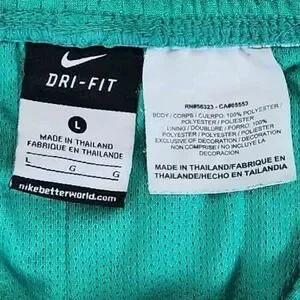 NIKE
DRI-FIT
L
MADE IN THAILAND
FABRIQUE EN THAILANDE
L G G
nikebetterworld.com
RN#56323 - CA#05553
BODY / CORPS / CUERPO: 100% POLYESTER /
POLYESTER / POLIESTER
LINING / DOUBLURE / FORRO: 100%
POLYESTER / POLYESTER / POLIESTER
EXCLUSIVE OF DECORATION / DECORATION
NON COMPRISE / NO INCLUYE LA
DECORACION
MADE IN THAILAND/FABRIQUE EN
THAILANDE/HECHO EN TAILANDIA